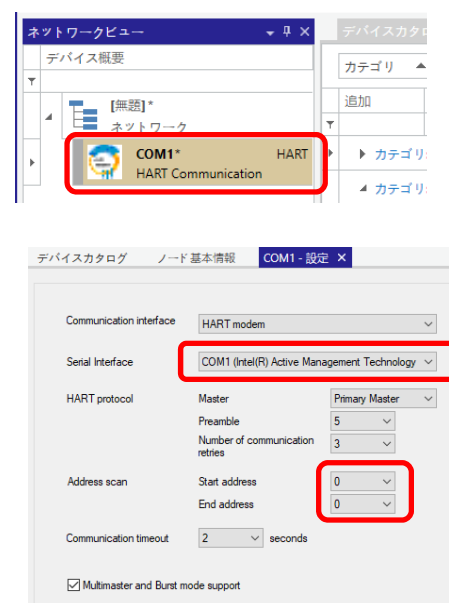 ネットワークビュー
デバイスカタロ
デバイス概要
カテゴリ
[無題]*
ネットワーク
追加
COM1* HART
HART Communication
カテゴリ
カテゴリ
デバイスカタログ ノード基本情報 COM1 - 設定
Communication interface HART modem
Serial Interface COM1 (Intel(R) Active Management Technology
HART protocol Master Primary Master
Preamble 5
Number of communication retries 3
Address scan Start address 0
End address 0
Communication timeout 2 seconds
Multimaster and Burst mode support